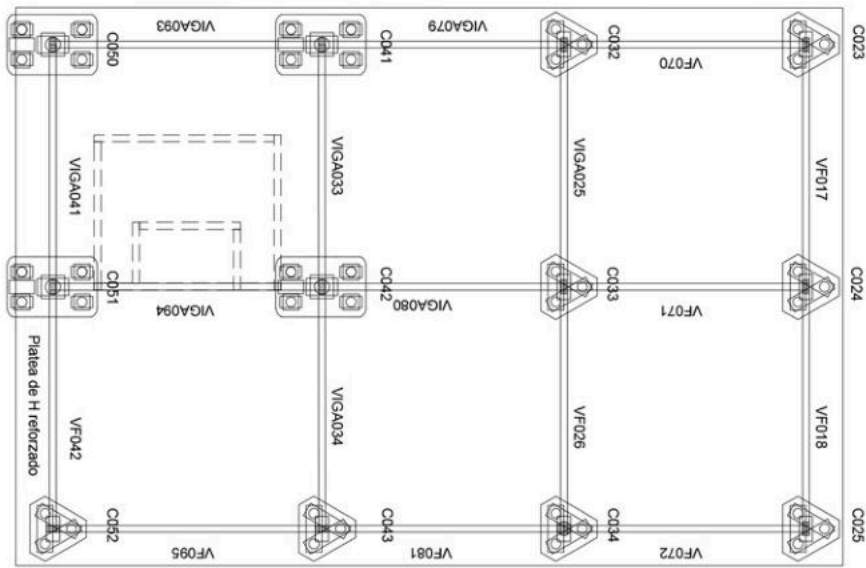 VIGA093
VIGA079
C050
C041
C032
C023
VF070
VIGA041
VIGA033
VIGA025
VF017
C051
C042
C033
C024
VIGA094
VIGA080
VF071
Platea de H reforzado
VF042
VIGA034
VF026
VF018
C052
C043
C034
C025
VF095
VF081
VF072